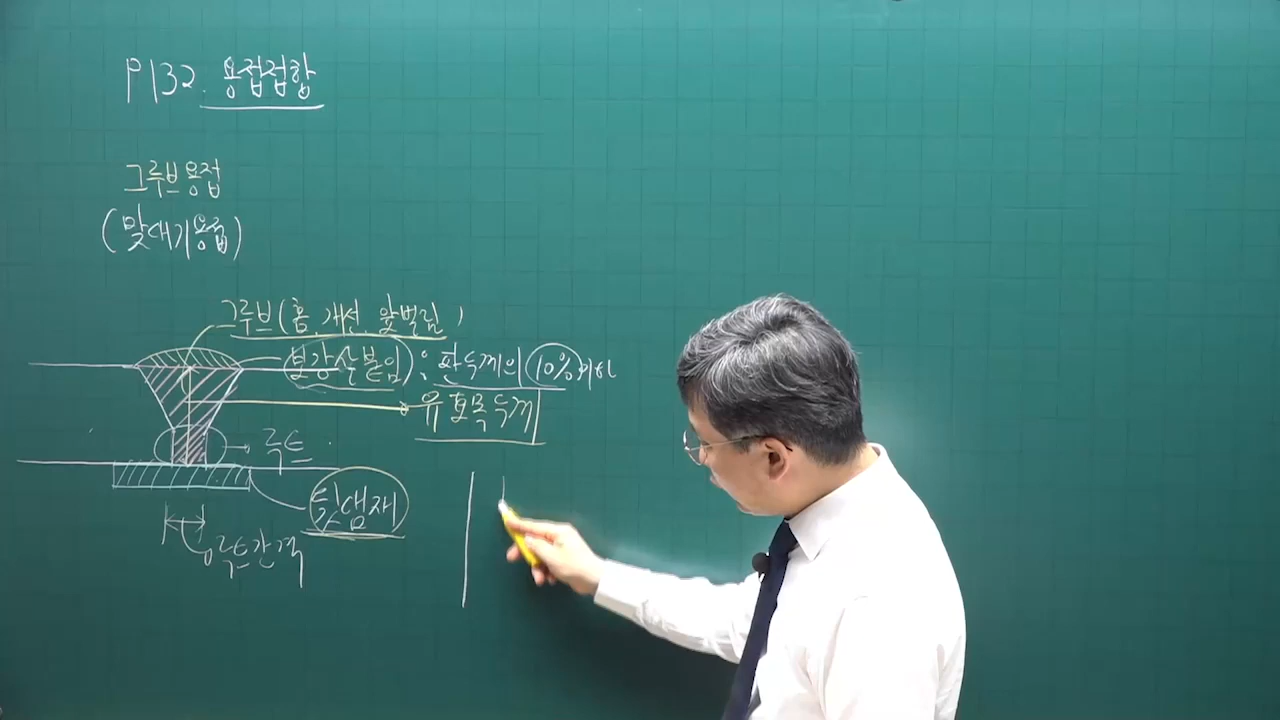 P132. 용접접합
그루브용접
(맞대기용접)
그루브(홈, 개선, 앞벌림)
보강살붙임) : 판두께의 10%이하
유효목두께
루트
뒷댐재
루트간격